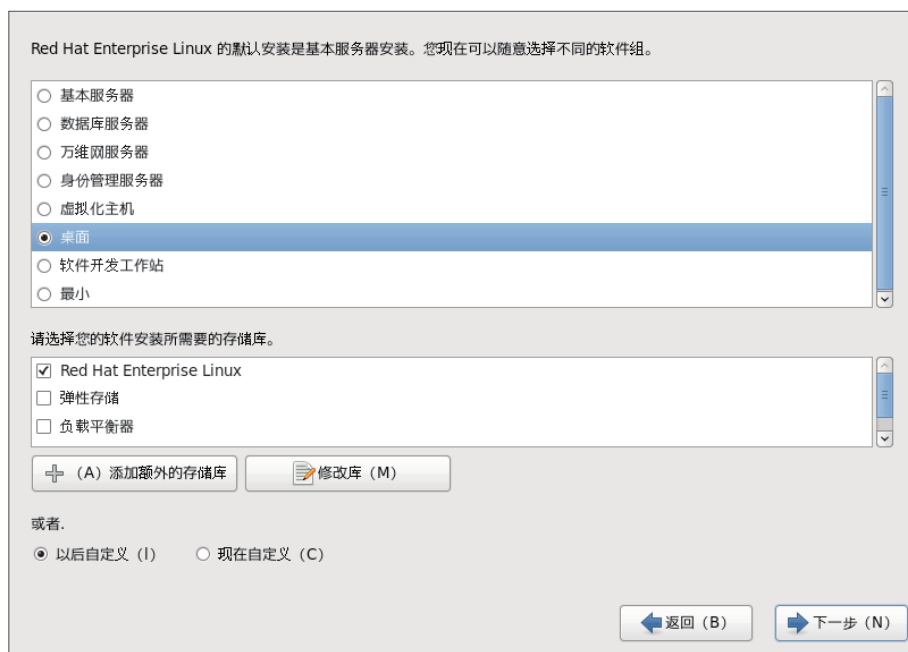 Red Hat Enterprise Linux 的默认安装是基本服务器安装。您现在可以随意选择不同的软件组。
基本服务器
数据库服务器
万维网服务器
身份管理服务器
虚拟化主机
桌面
软件开发工作站
最小
请选择您的软件安装所需要的存储库。
Red Hat Enterprise Linux
弹性存储
负载平衡器
（A）添加额外的存储库 修改库（M）
或者.
以后自定义（l） 现在自定义（C）
返回（B） 下一步（N）